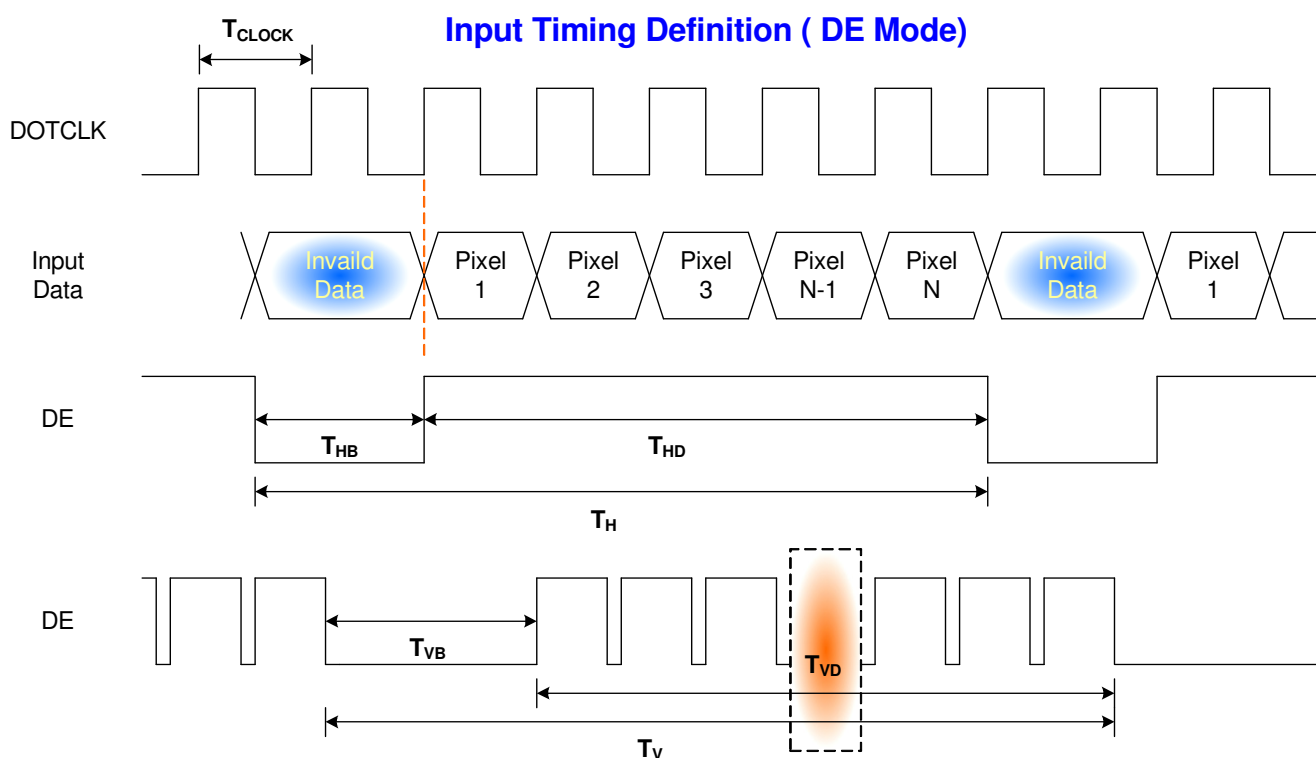 Input Timing Definition ( DE Mode)
TCLOCK
DOTCLK
Input
Data
Invaild
Data
Pixel
1
Pixel
2
Pixel
3
Pixel
N-1
Pixel
N
Invaild
Data
Pixel
1
DE
THB
THD
TH
DE
TVB
TVD
TV